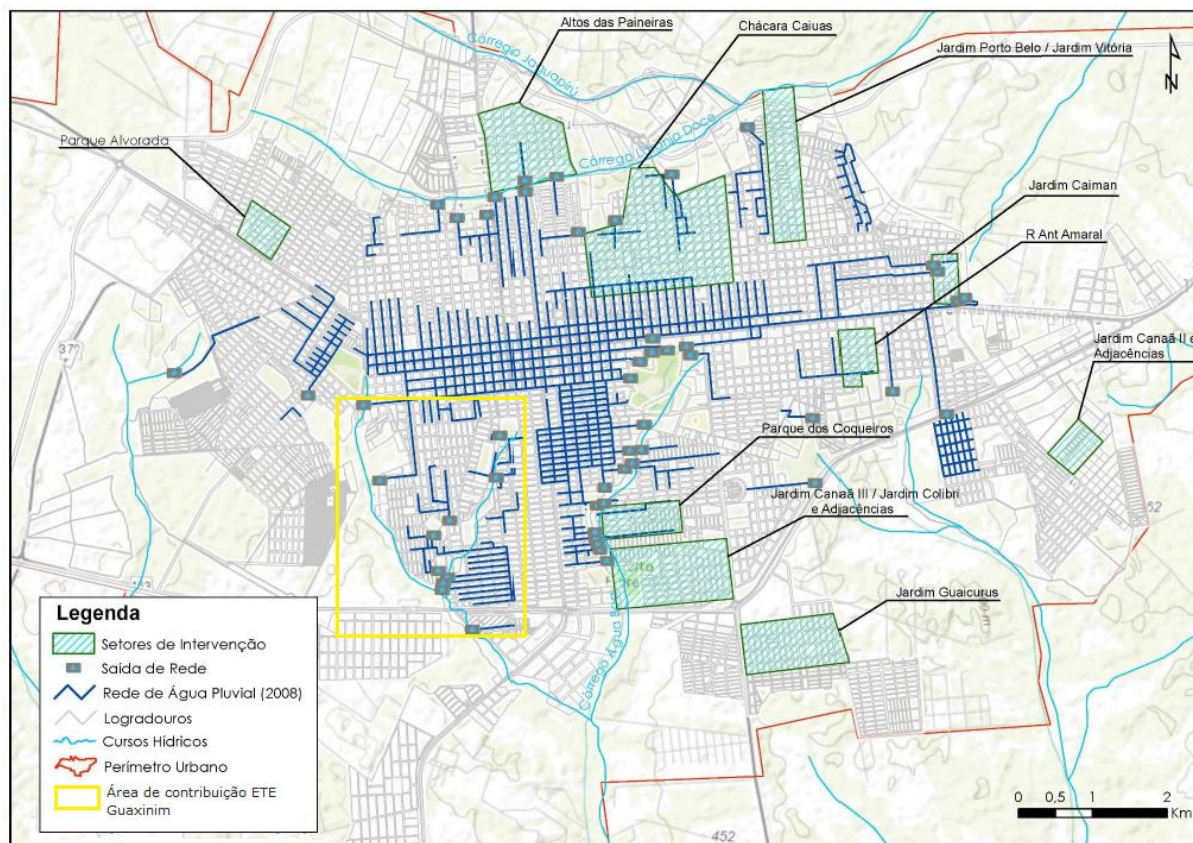 Altos das Paineiras
Chácara Caiuas
Jardim Porto Belo / Jardim Vitória
Córrego Jaguapirú
N
Córrego Laranja Doce
Parque Alvorada
Jardim Caiman
R Ant Amaral
Jardim Canaã II e
Adjacências
Parque dos Coqueiros
Jardim Canaã III / Jardim Colibri
e Adjacências
Jardim Guaicurus
Córrego Água Boa
452
Legenda
Setores de Intervenção
Saída de Rede
Rede de Água Pluvial (2008)
Logradouros
Cursos Hídricos
Perímetro Urbano
Área de contribuição ETE
Guaxinim
0 0,5 1 2
Km